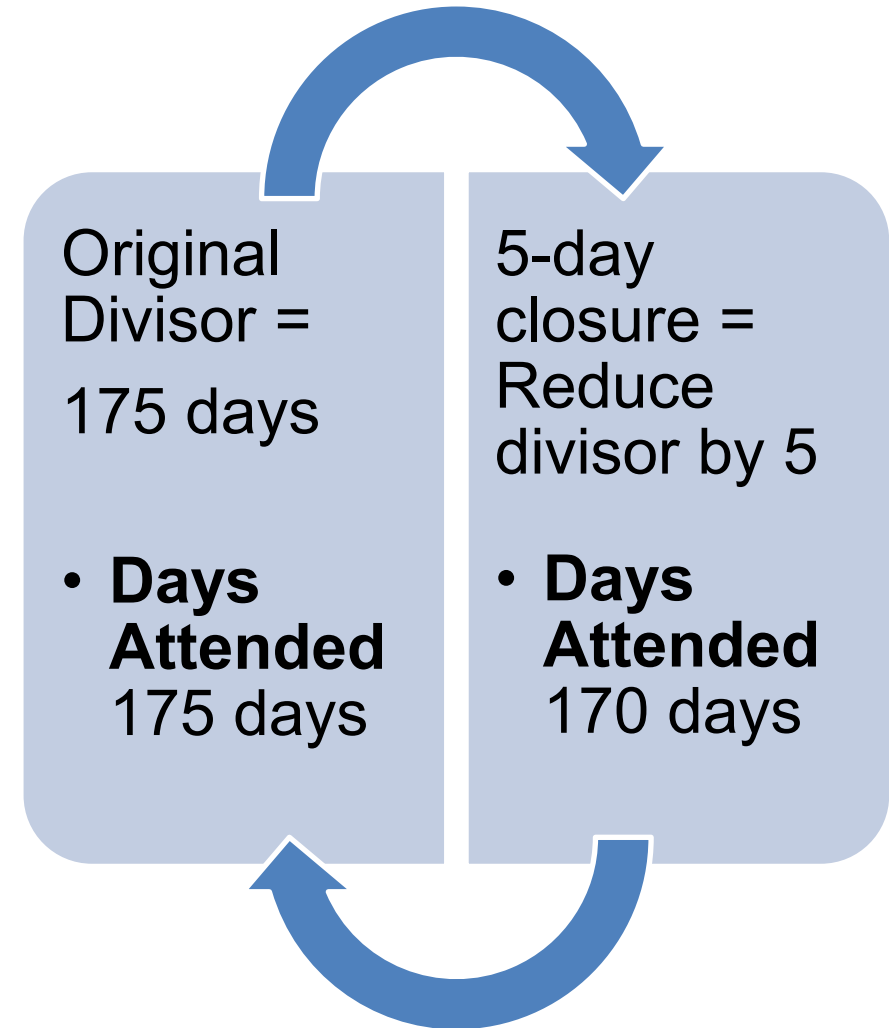 Original
Divisor =
175 days
• Days
Attended
175 days
5-day
closure =
Reduce
divisor by 5
• Days
Attended
170 days